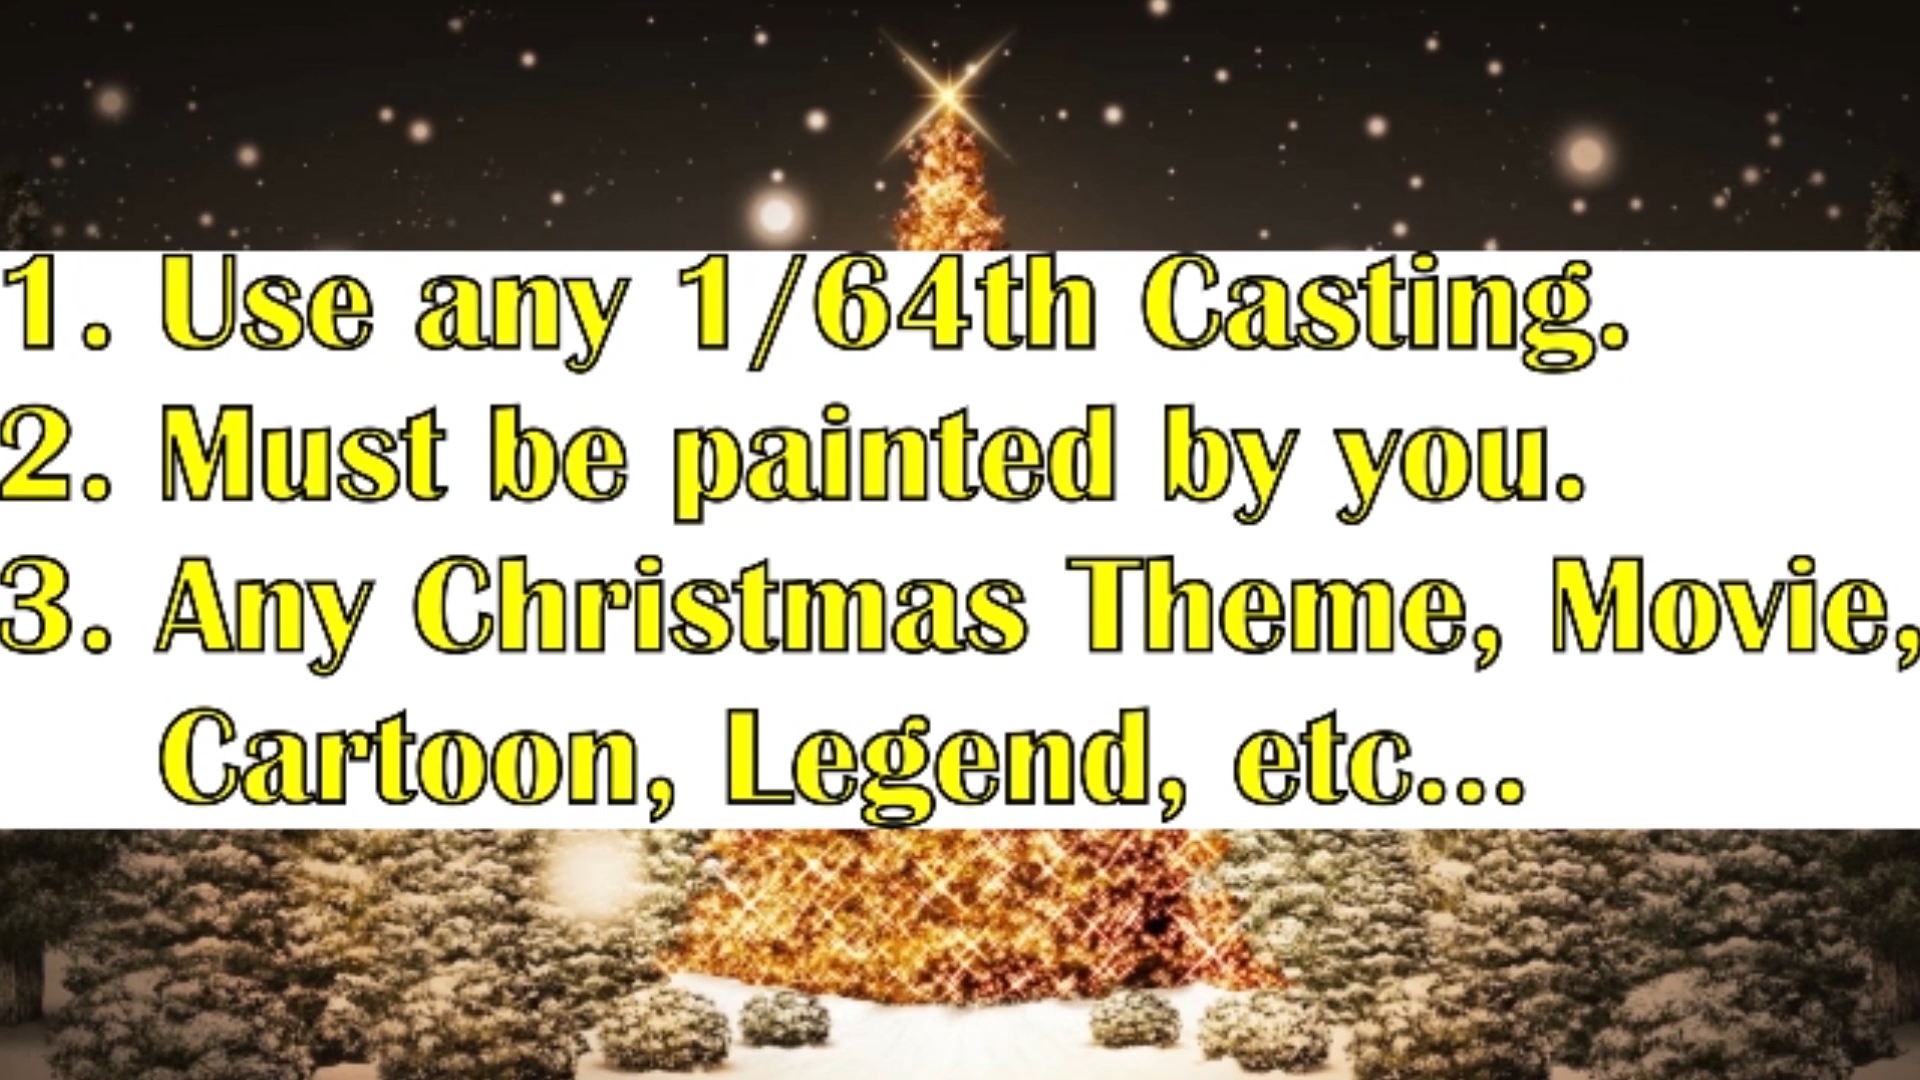 1. Use any 1/64th Casting.
2. Must be painted by you.
3. Any Christmas Theme, Movie,
Cartoon, Legend, etc...